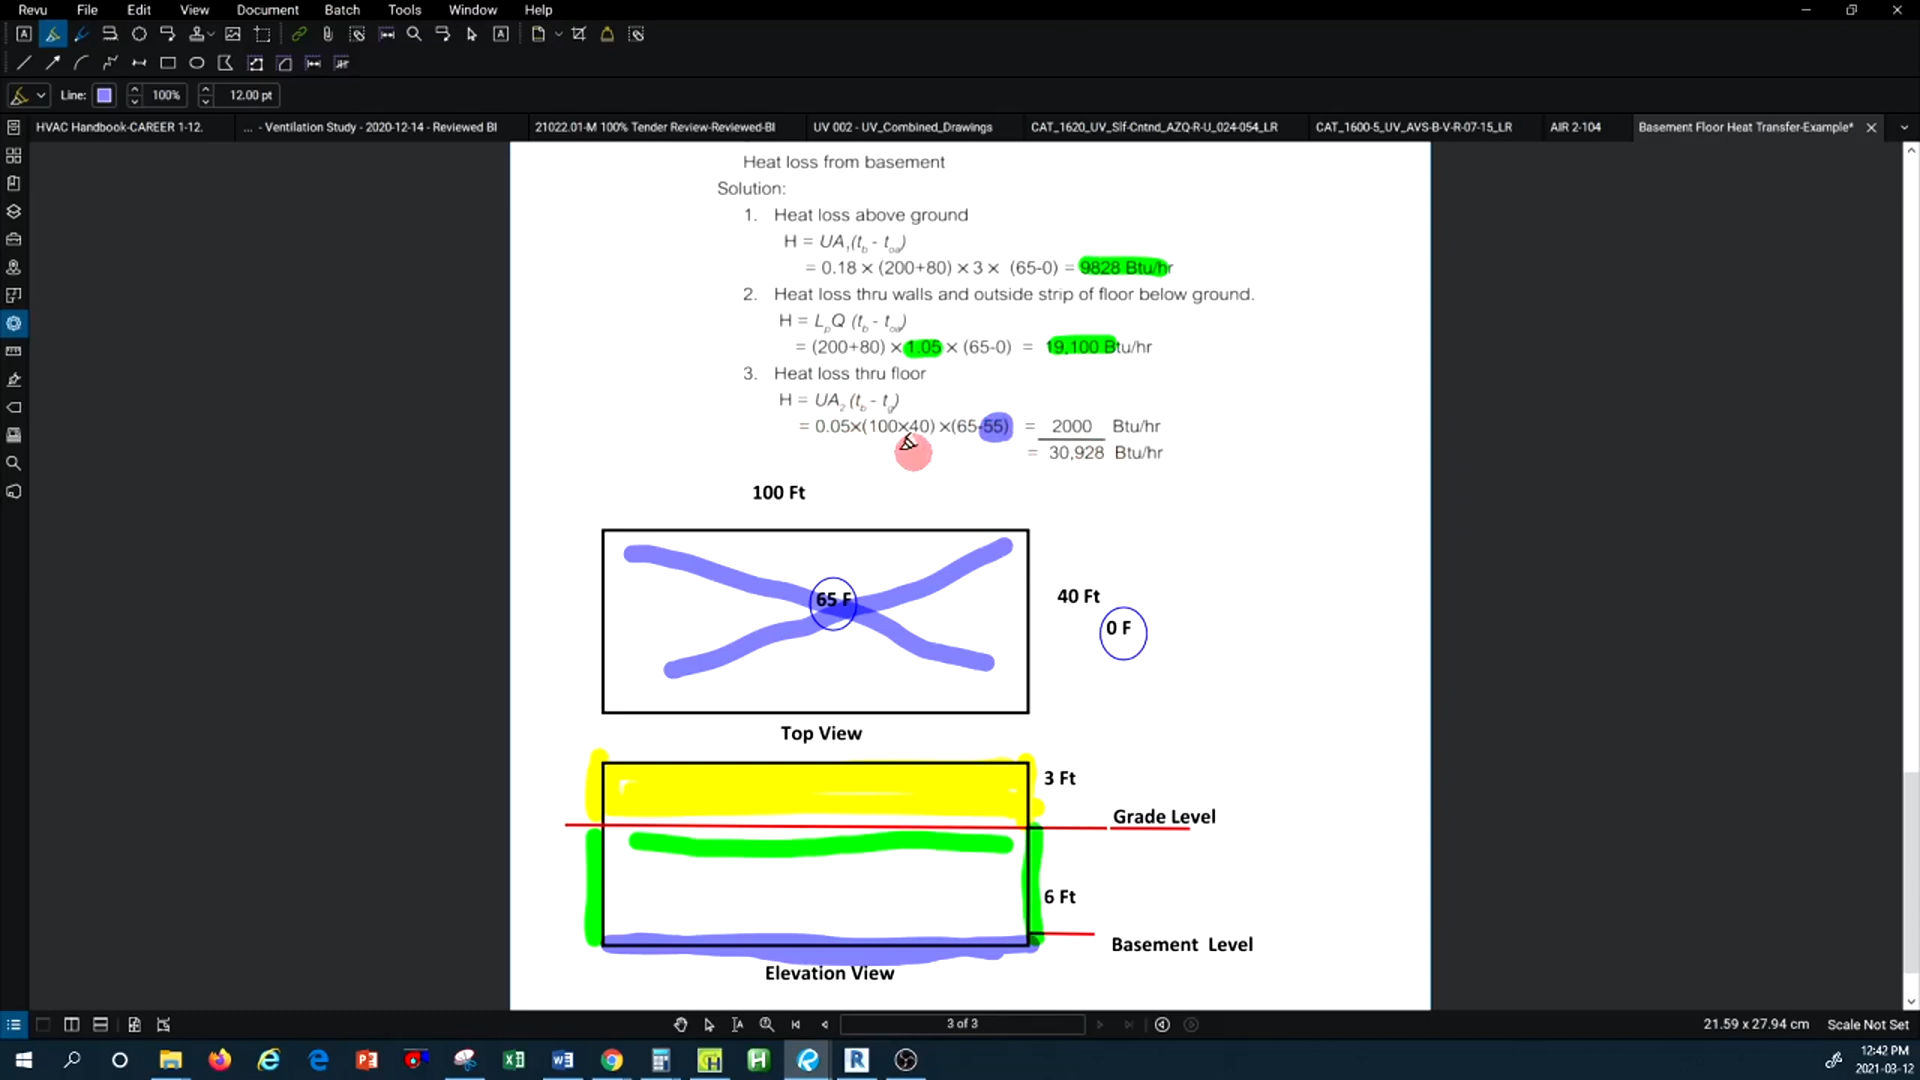 Revu File Edit View Document Batch Tools Window Help
Line: 100% 12.00 pt
HVAC Handbook-CAREER 1-12. ... - Ventilation Study - 2020-12-14 - Reviewed BI 21022.01-M 100% Tender Review-Reviewed-BI UV 002 - UV_Combined_Drawings CAT_1620_UV_Slf-Cntnd_AZQ-R-U_024-054_LR CAT_1600-5_UV_AVS-B-V-R-07-15_LR AIR 2-104 Basement Floor Heat Transfer-Example*
Heat loss from basement
Solution:
1. Heat loss above ground
H = UA₁(t_b - t_oa)
= 0.18 × (200+80) × 3 × (65-0) = 9828 Btu/hr
2. Heat loss thru walls and outside strip of floor below ground.
H = L_pQ (t_b - t_oa)
= (200+80) × 1.05 × (65-0) = 19,100 Btu/hr
3. Heat loss thru floor
H = UA₂ (t_b - t_g)
= 0.05×(100×40) ×(65-55) = 2000 Btu/hr
= 30,928 Btu/hr
100 Ft
65 F
40 Ft
0 F
Top View
3 Ft
Grade Level
6 Ft
Basement Level
Elevation View
3 of 3
21.59 x 27.94 cm Scale Not Set
12:42 PM
2021-03-12